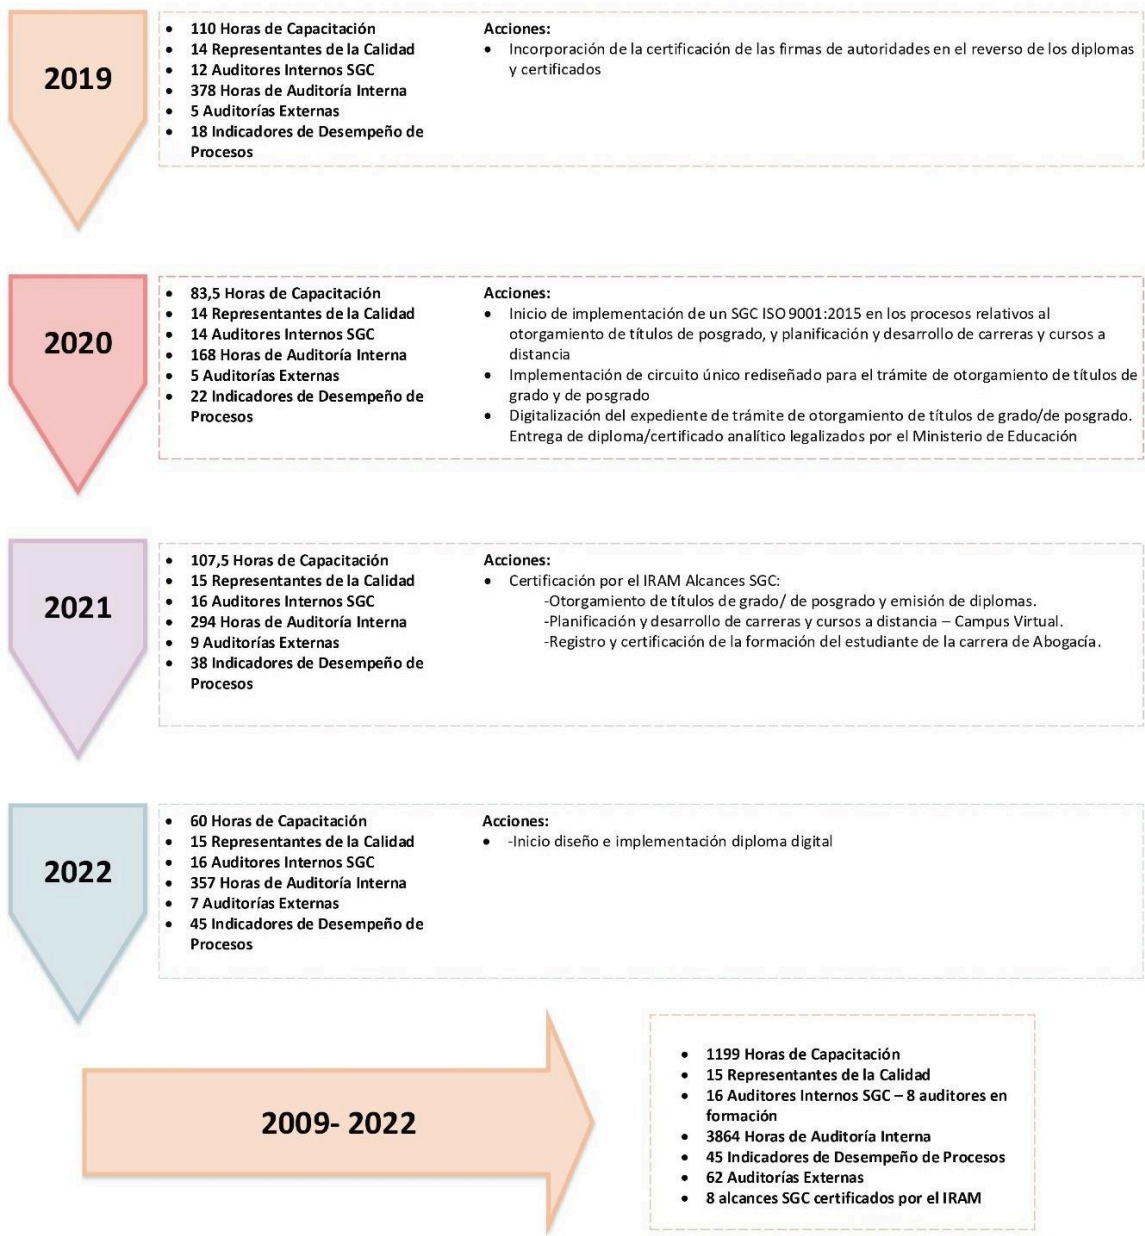 2019
• 110 Horas de Capacitación
• 14 Representantes de la Calidad
• 12 Auditores Internos SGC
• 378 Horas de Auditoría Interna
• 5 Auditorías Externas
• 18 Indicadores de Desempeño de
Procesos
Acciones:
• Incorporación de la certificación de las firmas de autoridades en el reverso de los diplomas
y certificados
2020
• 83,5 Horas de Capacitación
• 14 Representantes de la Calidad
• 14 Auditores Internos SGC
• 168 Horas de Auditoría Interna
• 5 Auditorías Externas
• 22 Indicadores de Desempeño de
Procesos
Acciones:
• Inicio de implementación de un SGC ISO 9001:2015 en los procesos relativos al
otorgamiento de títulos de posgrado, y planificación y desarrollo de carreras y cursos a
distancia
• Implementación de circuito único rediseñado para el trámite de otorgamiento de títulos de
grado y de posgrado
• Digitalización del expediente de trámite de otorgamiento de títulos de grado/de posgrado.
Entrega de diploma/certificado analítico legalizados por el Ministerio de Educación
2021
• 107,5 Horas de Capacitación
• 15 Representantes de la Calidad
• 16 Auditores Internos SGC
• 294 Horas de Auditoría Interna
• 9 Auditorías Externas
• 38 Indicadores de Desempeño de
Procesos
Acciones:
• Certificación por el IRAM Alcances SGC:
-Otorgamiento de títulos de grado/ de posgrado y emisión de diplomas.
-Planificación y desarrollo de carreras y cursos a distancia – Campus Virtual.
-Registro y certificación de la formación del estudiante de la carrera de Abogacía.
2022
• 60 Horas de Capacitación
• 15 Representantes de la Calidad
• 16 Auditores Internos SGC
• 357 Horas de Auditoría Interna
• 7 Auditorías Externas
• 45 Indicadores de Desempeño de
Procesos
Acciones:
• -Inicio diseño e implementación diploma digital
2009- 2022
• 1199 Horas de Capacitación
• 15 Representantes de la Calidad
• 16 Auditores Internos SGC – 8 auditores en
formación
• 3864 Horas de Auditoría Interna
• 45 Indicadores de Desempeño de Procesos
• 62 Auditorías Externas
• 8 alcances SGC certificados por el IRAM